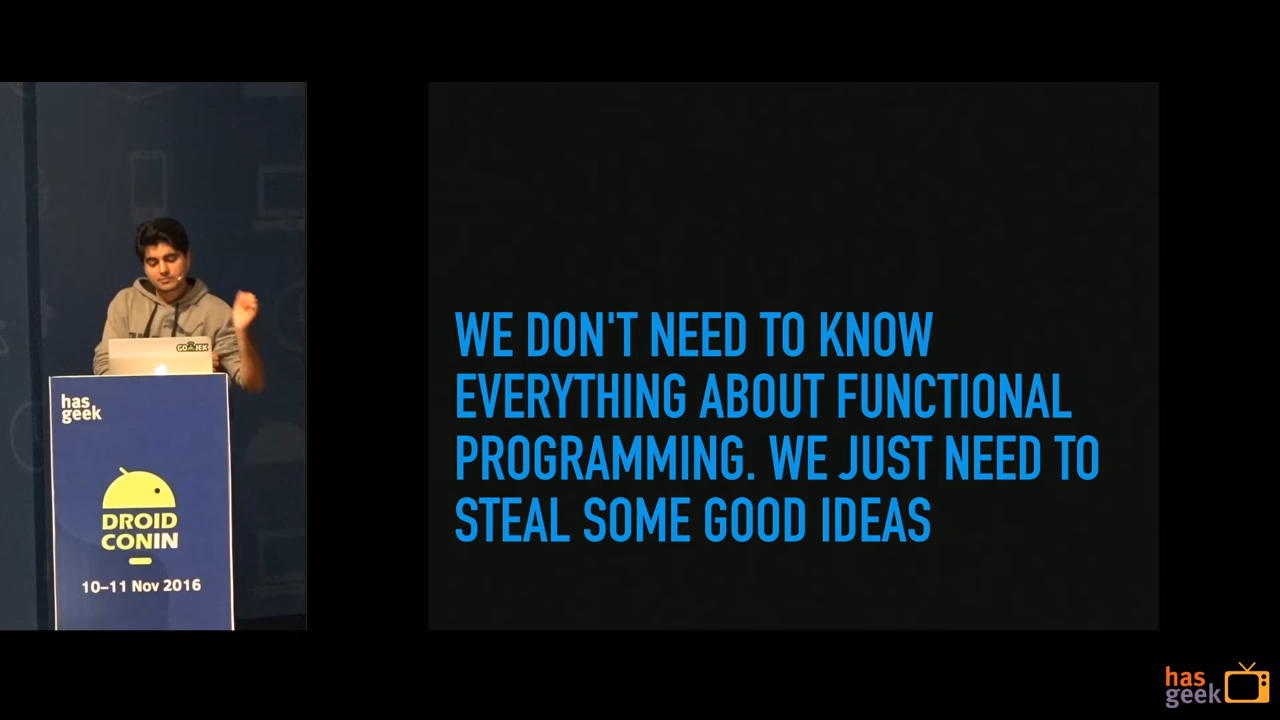 WE DON'T NEED TO KNOW
EVERYTHING ABOUT FUNCTIONAL
PROGRAMMING. WE JUST NEED TO
STEAL SOME GOOD IDEAS
has
geek
DROID
CONIN
10–11 Nov 2016
has
geek